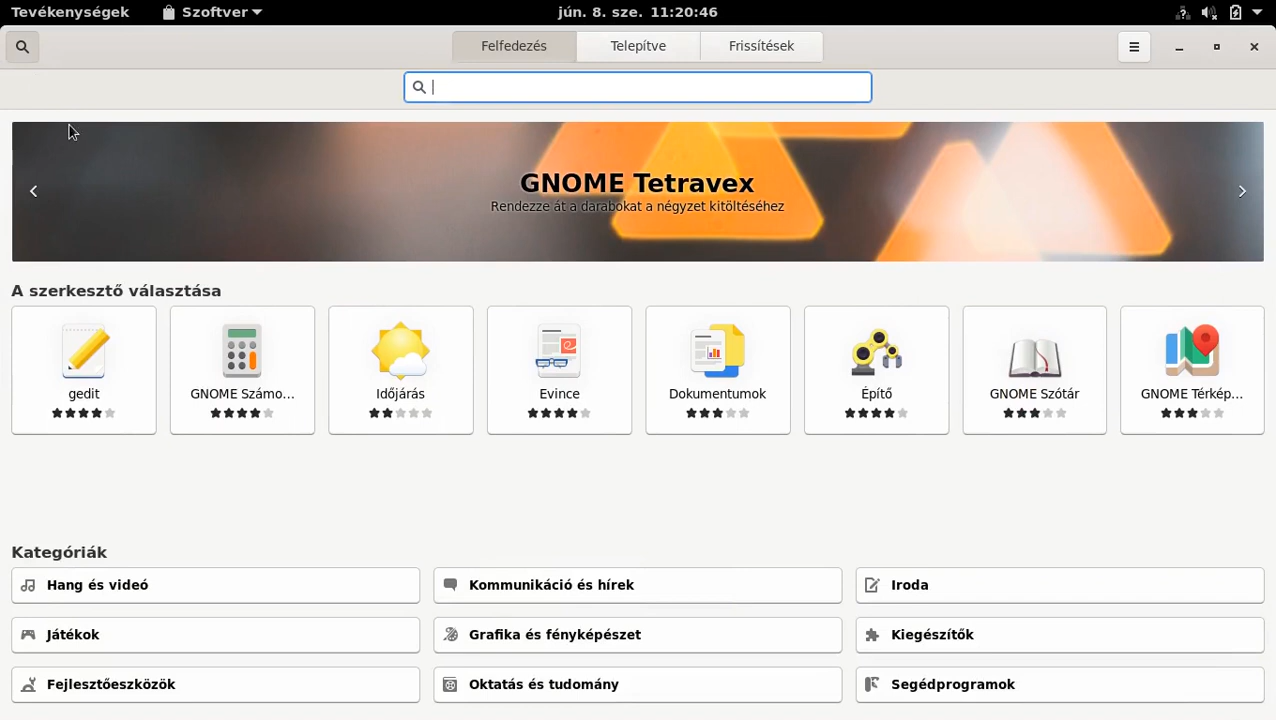 Tevékenységek Szoftver jún. 8. sze. 11:20:46
Felfedezés Telepítve Frissítések
GNOME Tetravex
Rendezze át a darabokat a négyzet kitöltéséhez
A szerkesztő választása
gedit GNOME Számo... Időjárás Evince Dokumentumok Építő GNOME Szótár GNOME Térkép...
Kategóriák
Hang és videó Kommunikáció és hírek Iroda
Játékok Grafika és fényképészet Kiegészítők
Fejlesztőeszközök Oktatás és tudomány Segédprogramok